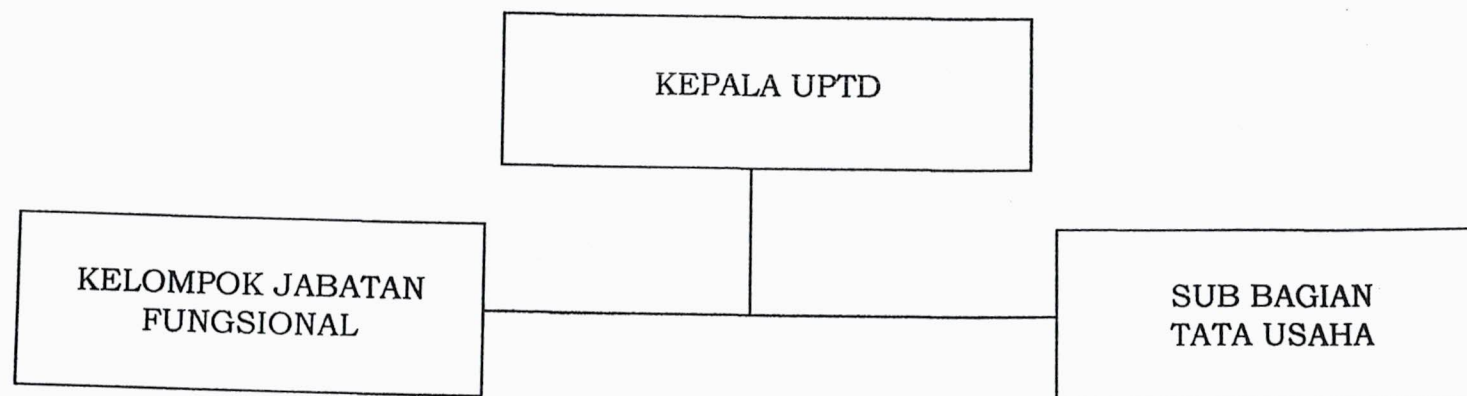 KEPALA UPTD
KELOMPOK JABATAN
FUNGSIONAL
SUB BAGIAN
TATA USAHA